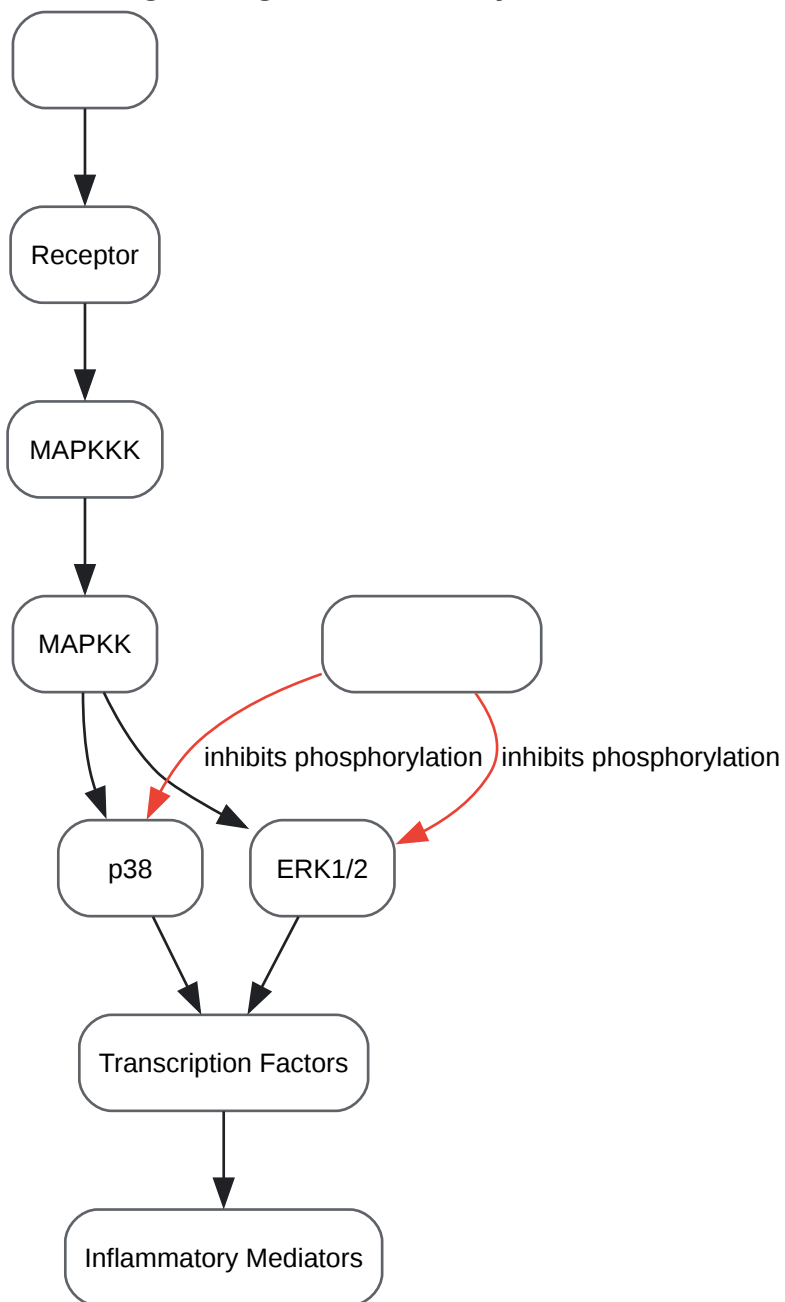 Receptor
MAPKKK
MAPKK
inhibits phosphorylation
inhibits phosphorylation
p38
ERK1/2
Transcription Factors
Inflammatory Mediators